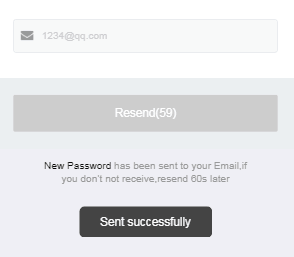 1234@qq.com
Resend(59)
New Password has been sent to your Email,if
you don't not receive,resend 60s later
Sent successfully